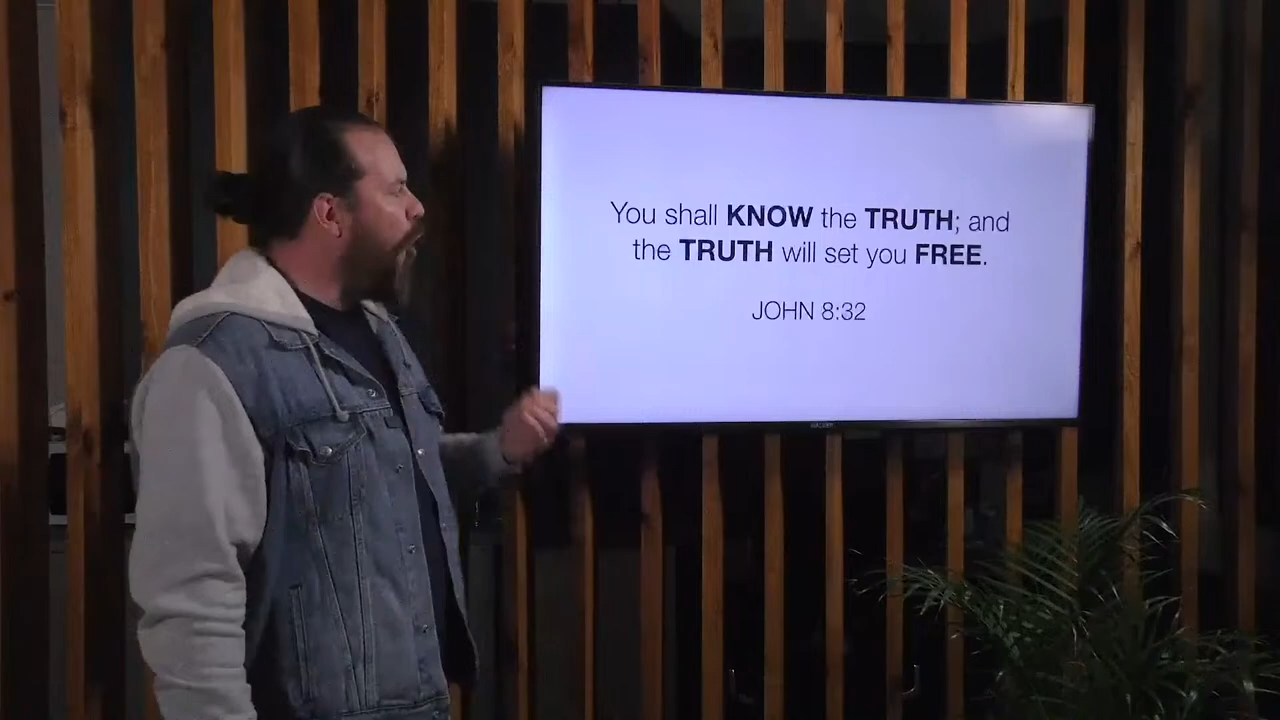 You shall KNOW the TRUTH; and
the TRUTH will set you FREE.
JOHN 8:32